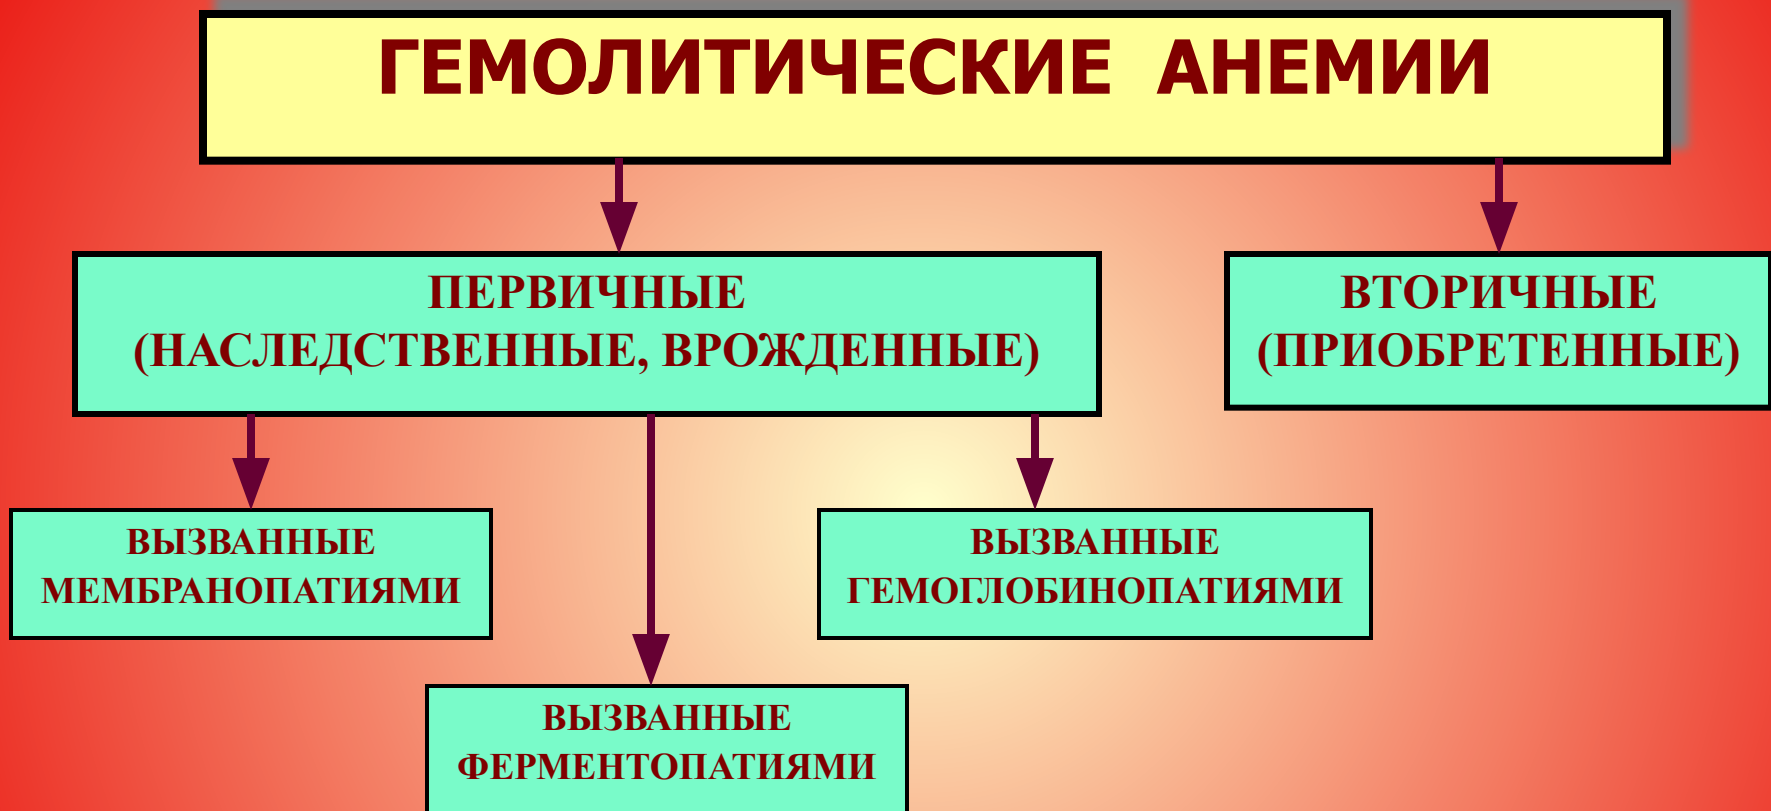 ГЕМОЛИТИЧЕСКИЕ АНЕМИИ
ПЕРВИЧНЫЕ
(НАСЛЕДСТВЕННЫЕ, ВРОЖДЕННЫЕ)
ВТОРИЧНЫЕ
(ПРИОБРЕТЕННЫЕ)
ВЫЗВАННЫЕ
МЕМБРАНОПАТИЯМИ
ВЫЗВАННЫЕ
ГЕМОГЛОБИНОПАТИЯМИ
ВЫЗВАННЫЕ
ФЕРМЕНТОПАТИЯМИ